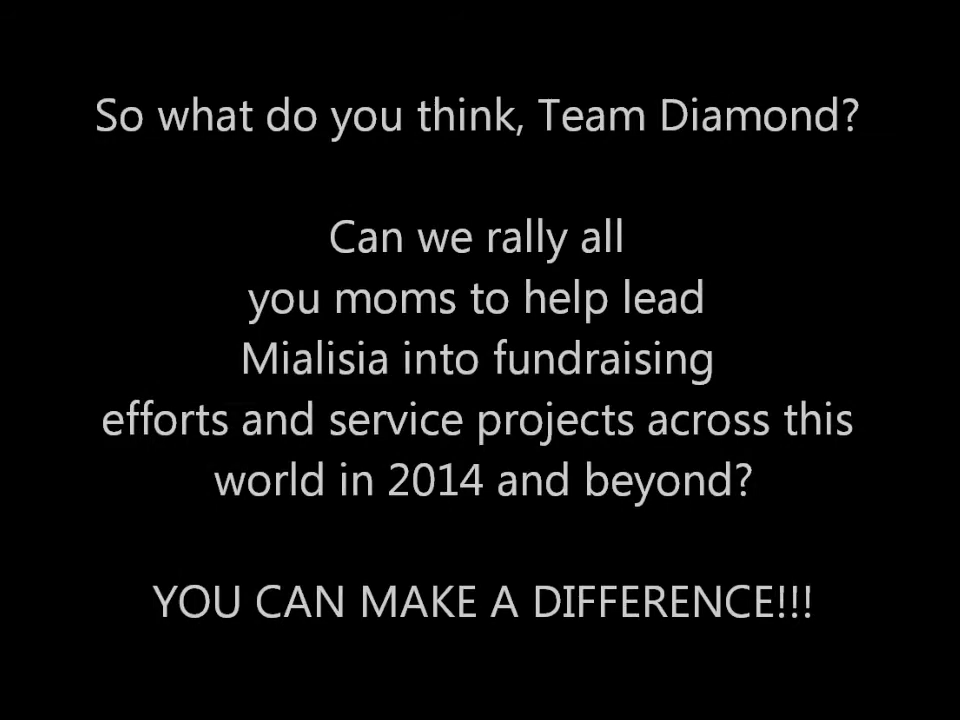 So what do you think, Team Diamond?
Can we rally all
you moms to help lead
Mialisia into fundraising
efforts and service projects across this
world in 2014 and beyond?
YOU CAN MAKE A DIFFERENCE!!!